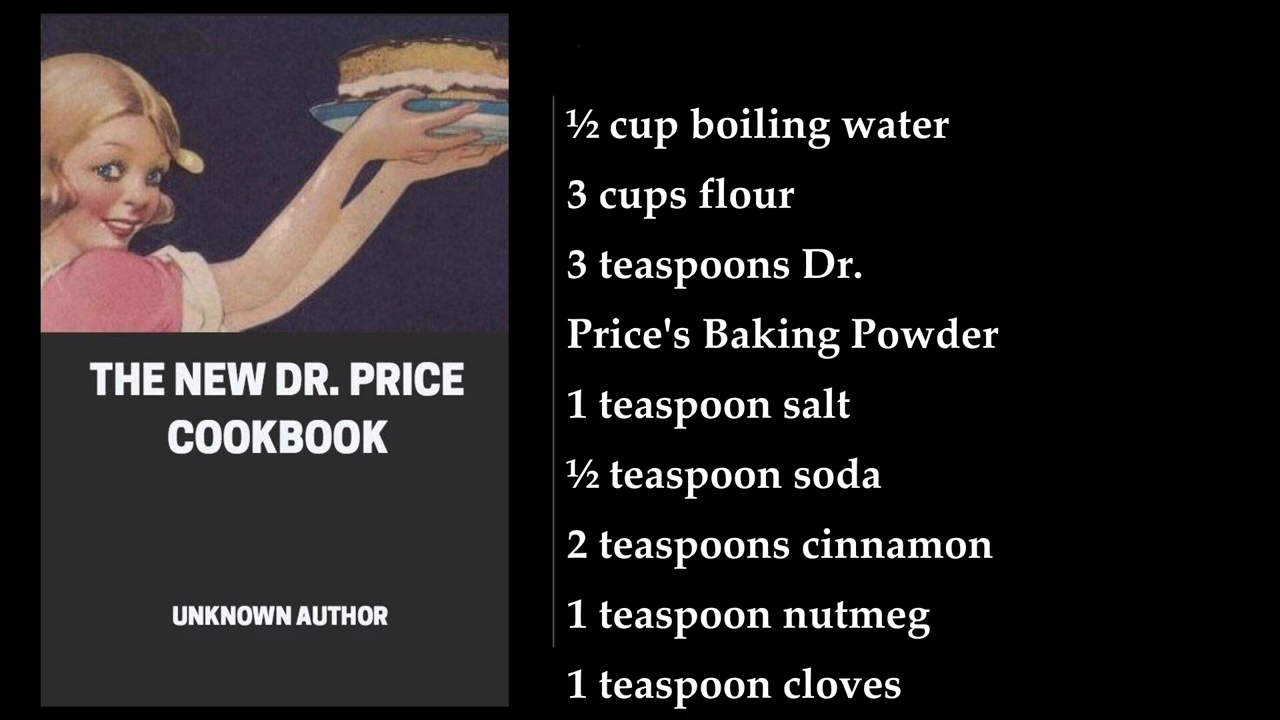 THE NEW DR. PRICE
COOKBOOK
UNKNOWN AUTHOR
½ cup boiling water
3 cups flour
3 teaspoons Dr.
Price's Baking Powder
1 teaspoon salt
½ teaspoon soda
2 teaspoons cinnamon
1 teaspoon nutmeg
1 teaspoon cloves